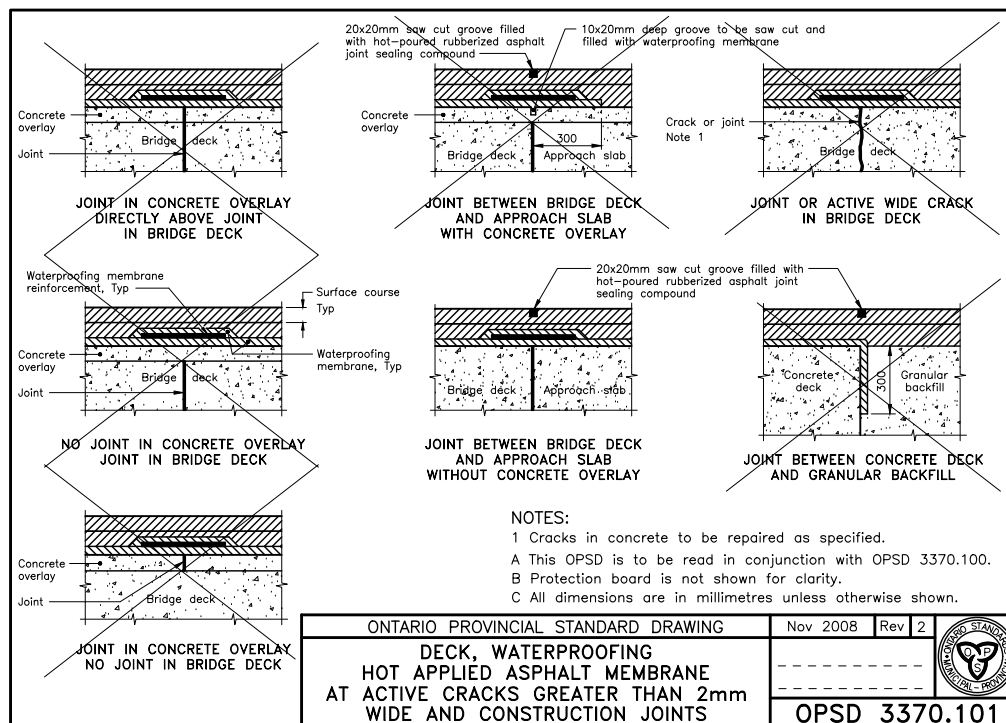 20x20mm saw cut groove filled
with hot-poured rubberized asphalt
joint sealing compound
10x20mm deep groove to be saw cut and
filled with waterproofing membrane
Concrete
overlay
Joint
Bridge deck
JOINT IN CONCRETE OVERLAY
DIRECTLY ABOVE JOINT
IN BRIDGE DECK
Concrete
overlay
300
Bridge deck
Approach slab
JOINT BETWEEN BRIDGE DECK
AND APPROACH SLAB
WITH CONCRETE OVERLAY
Crack or joint
Note 1
Bridge deck
JOINT OR ACTIVE WIDE CRACK
IN BRIDGE DECK
Waterproofing membrane
reinforcement, Typ
Surface course
Typ
Concrete
overlay
Waterproofing
membrane, Typ
Bridge deck
Joint
NO JOINT IN CONCRETE OVERLAY
JOINT IN BRIDGE DECK
20x20mm saw cut groove filled with
hot-poured rubberized asphalt joint
sealing compound
Bridge deck
Approach slab
JOINT BETWEEN BRIDGE DECK
AND APPROACH SLAB
WITHOUT CONCRETE OVERLAY
Concrete
deck
300
Granular
backfill
JOINT BETWEEN CONCRETE DECK
AND GRANULAR BACKFILL
Concrete
overlay
Joint
Bridge deck
JOINT IN CONCRETE OVERLAY
NO JOINT IN BRIDGE DECK
NOTES:
1 Cracks in concrete to be repaired as specified.
A This OPSD is to be read in conjunction with OPSD 3370.100.
B Protection board is not shown for clarity.
C All dimensions are in millimetres unless otherwise shown.
ONTARIO PROVINCIAL STANDARD DRAWING
Nov 2008
Rev
2
DECK, WATERPROOFING
HOT APPLIED ASPHALT MEMBRANE
AT ACTIVE CRACKS GREATER THAN 2mm
WIDE AND CONSTRUCTION JOINTS
OPSD 3370.101
O P
S